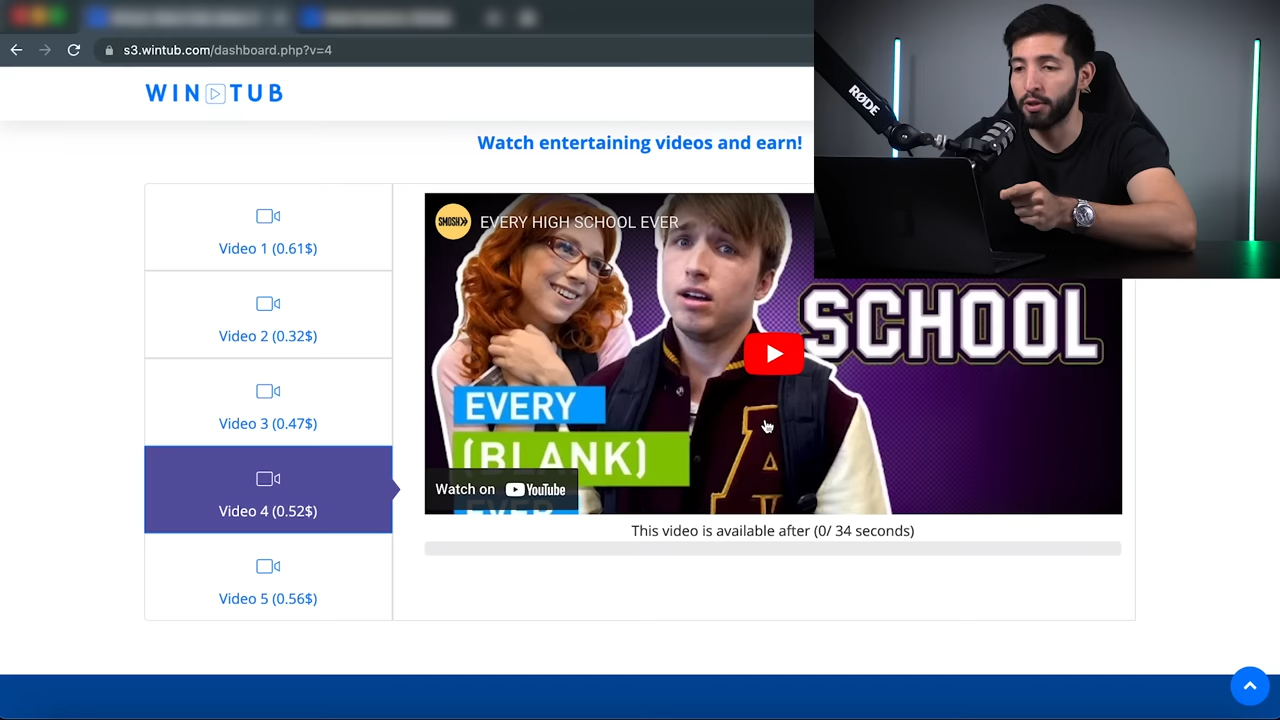 s3.wintub.com/dashboard.php?v=4
WIN TUB
Watch entertaining videos and earn!
RØDE
Video 1 (0.61$)
Video 2 (0.32$)
Video 3 (0.47$)
Video 4 (0.52$)
Video 5 (0.56$)
SMOSH
EVERY HIGH SCHOOL EVER
SCHOOL
EVERY
(BLANK)
EVER
A
Watch on YouTube
This video is available after (0/ 34 seconds)